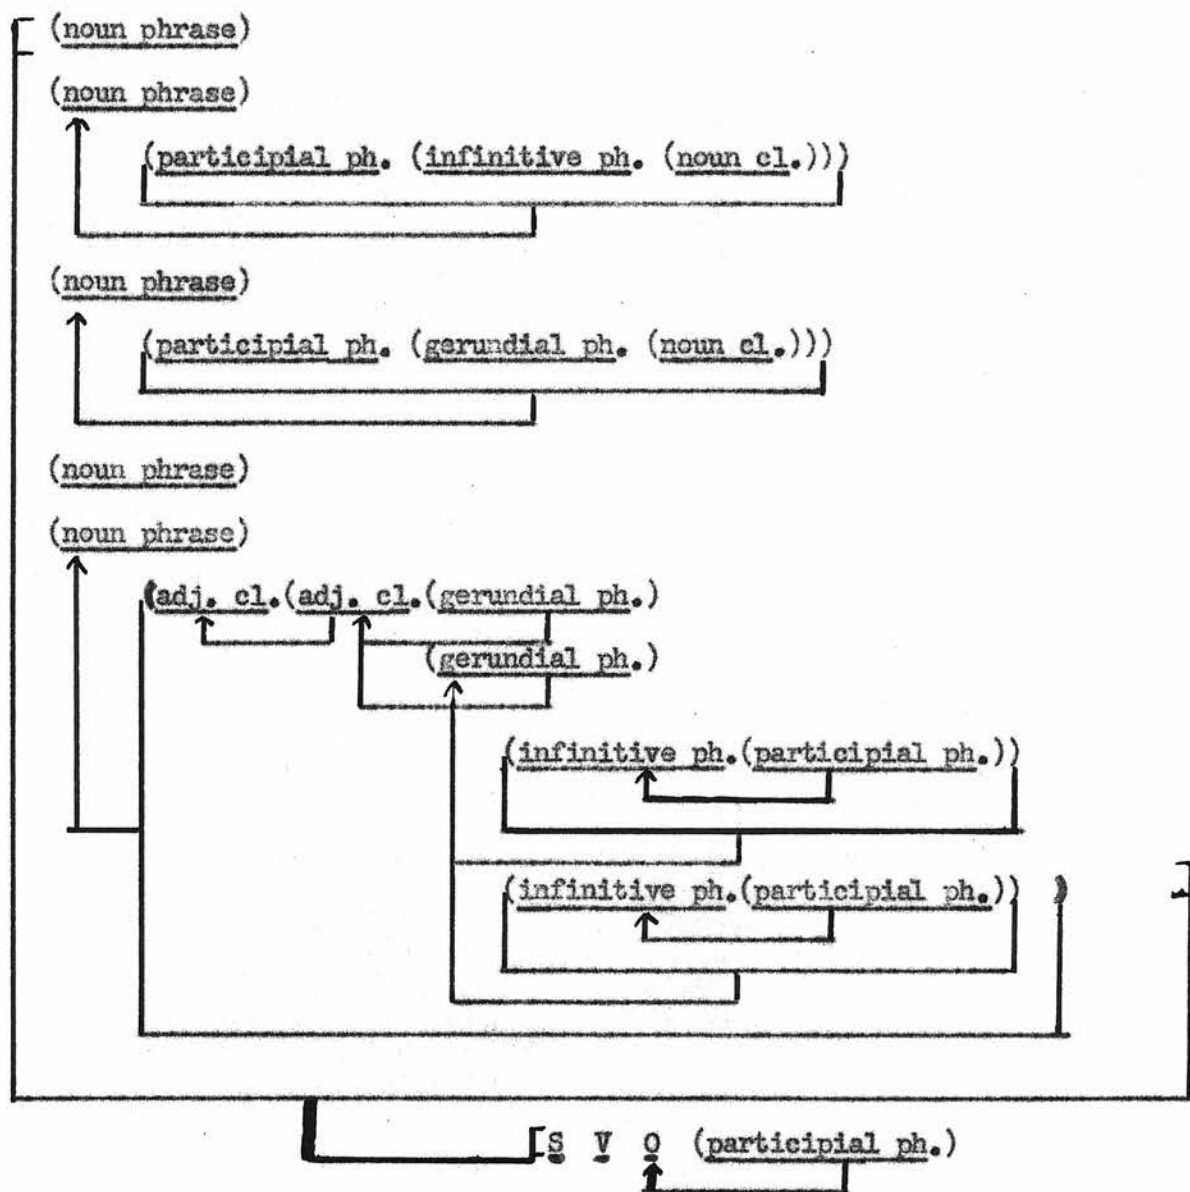 (noun phrase)
(noun phrase)
(participial ph. (infinitive ph. (noun cl.)))
(noun phrase)
(participial ph. (gerundial ph. (noun cl.)))
(noun phrase)
(noun phrase)
(adj. cl.(adj. cl.(gerundial ph.)
(gerundial ph.)
(infinitive ph.(participial ph.))
(infinitive ph.(participial ph.)) )
S V O (participial ph.)